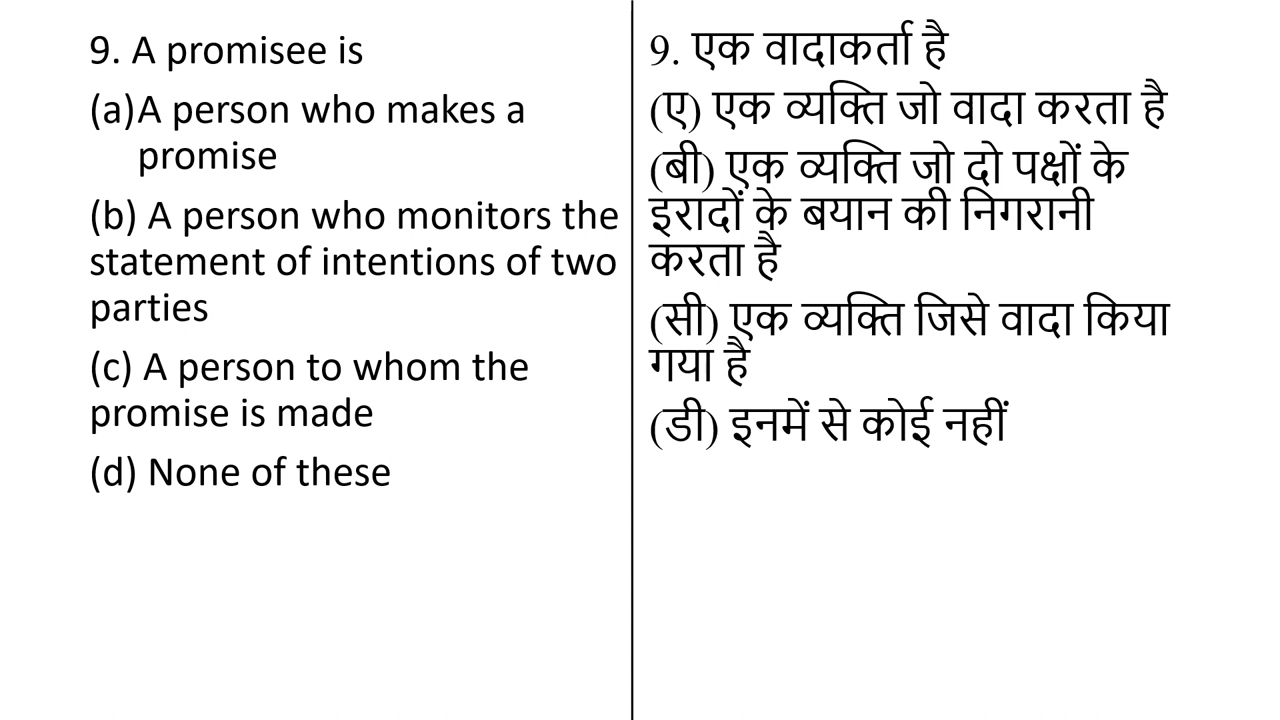 9. A promisee is
(a)A person who makes a
promise
(b) A person who monitors the
statement of intentions of two
parties
(c) A person to whom the
promise is made
(d) None of these
9. एक वादाकर्ता है
(ए) एक व्यक्ति जो वादा करता है
(बी) एक व्यक्ति जो दो पक्षों के
इरादों के बयान की निगरानी
करता है
(सी) एक व्यक्ति जिसे वादा किया
गया है
(डी) इनमें से कोई नहीं